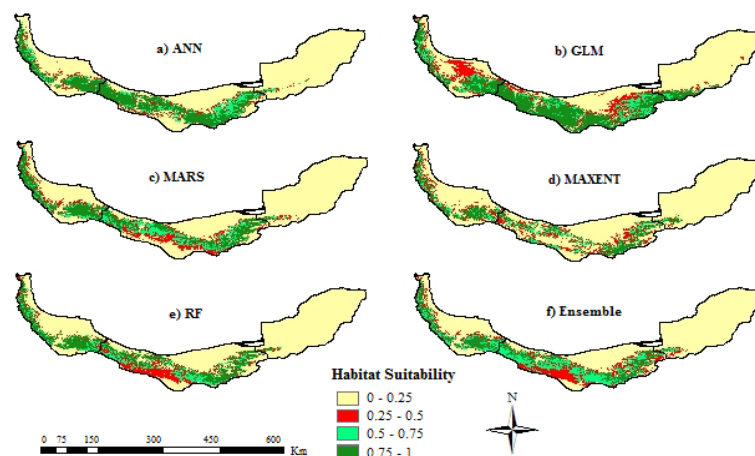 a) ANN
b) GLM
c) MARS
d) MAXENT
e) RF
f) Ensemble
Habitat Suitability
0 - 0.25
0.25 - 0.5
0.5 - 0.75
0.75 - 1
N
0 75 150 300 450 600
Km